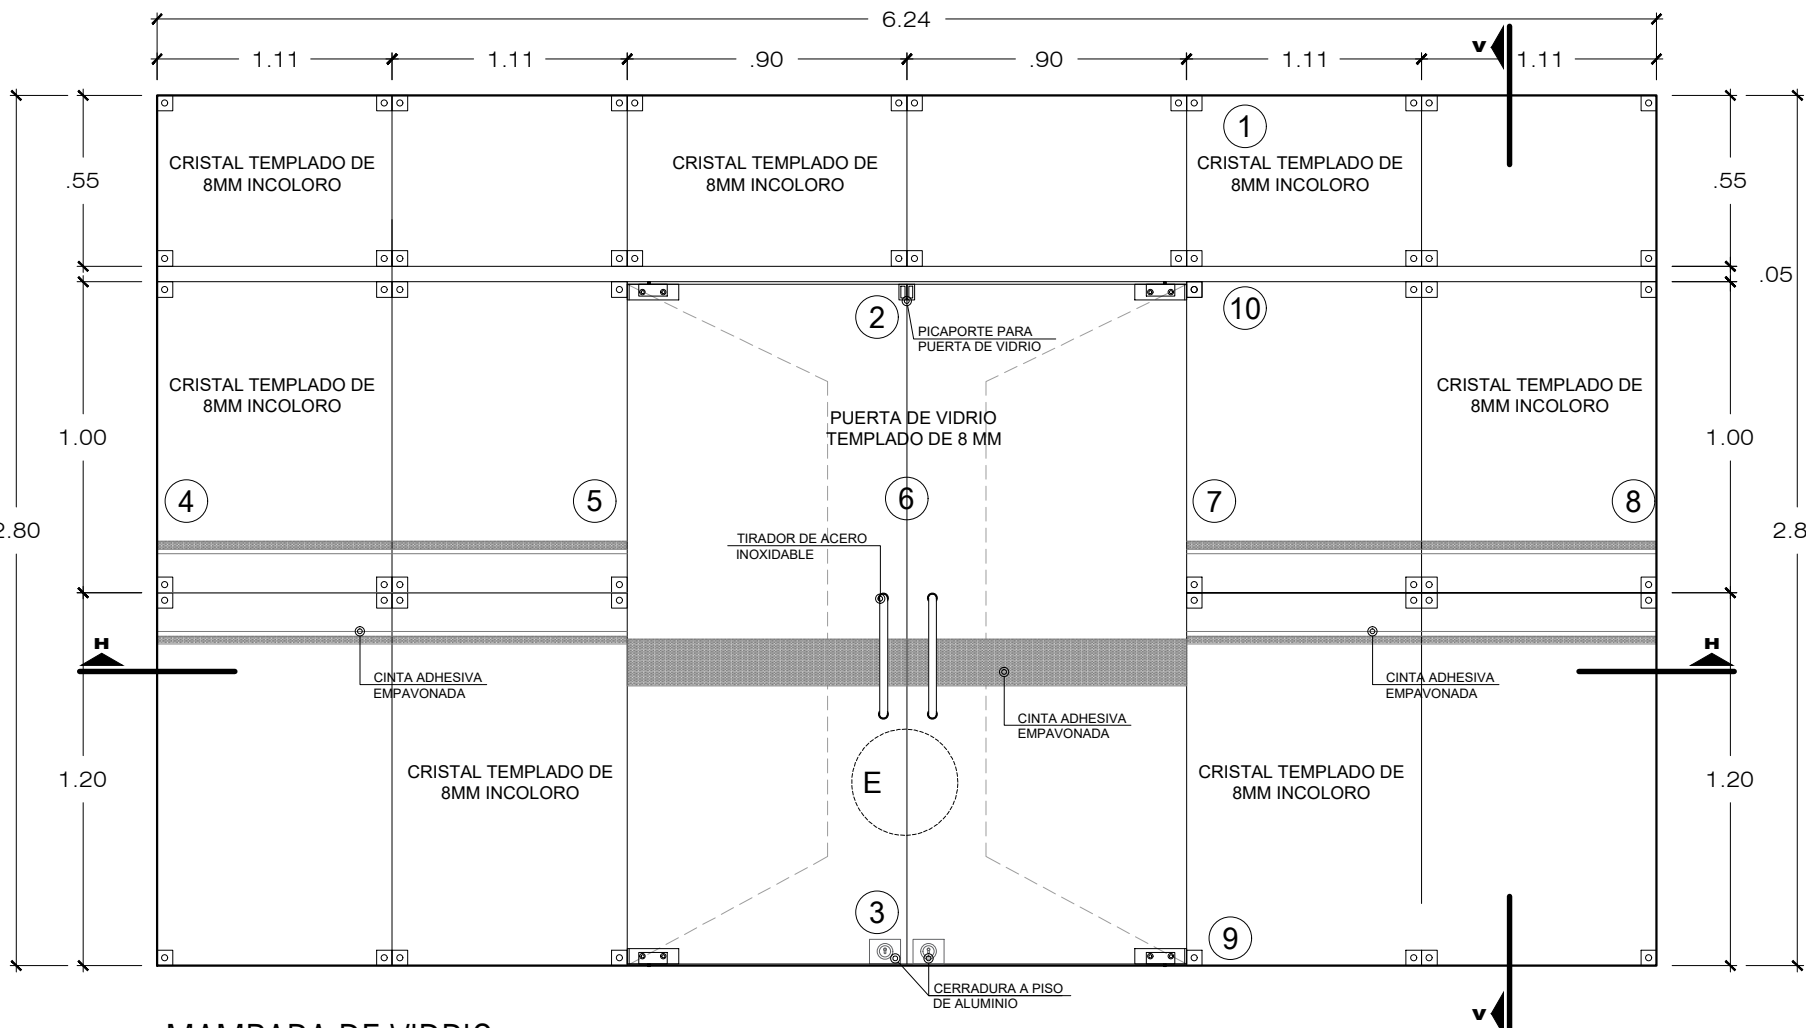 6.24
1.11
1.11
.90
.90
1.11
1.11
V
1
CRISTAL TEMPLADO DE
8MM INCOLORO
CRISTAL TEMPLADO DE
8MM INCOLORO
CRISTAL TEMPLADO DE
8MM INCOLORO
.55
.55
.05
2
10
PICAPORTE PARA
PUERTA DE VIDRIO
CRISTAL TEMPLADO DE
8MM INCOLORO
CRISTAL TEMPLADO DE
8MM INCOLORO
PUERTA DE VIDRIO
TEMPLADO DE 8 MM
1.00
1.00
4
5
6
7
8
2.80
2.8
TIRADOR DE ACERO
INOXIDABLE
H
H
CINTA ADHESIVA
EMPAVONADA
CINTA ADHESIVA
EMPAVONADA
CINTA ADHESIVA
EMPAVONADA
1.20
1.20
CRISTAL TEMPLADO DE
8MM INCOLORO
E
CRISTAL TEMPLADO DE
8MM INCOLORO
3
9
CERRADURA A PISO
DE ALUMINIO
V
MAMPARA DE VIDRIO